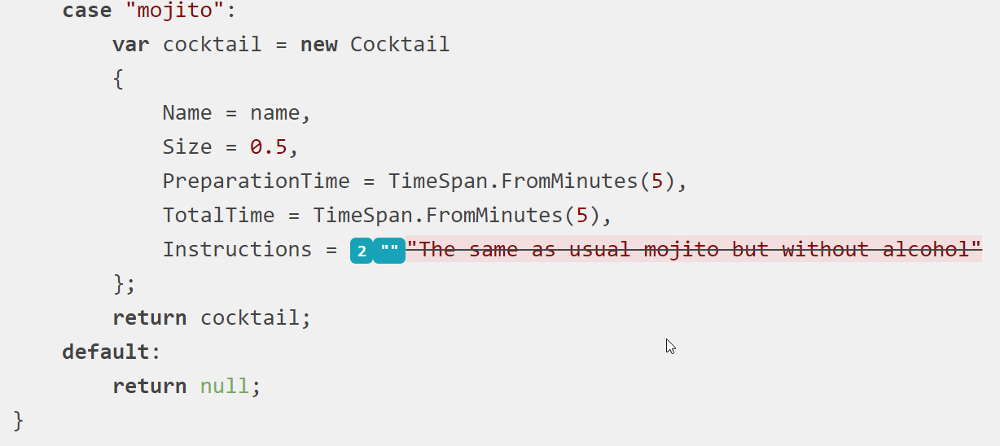 case "mojito":
var cocktail = new Cocktail
{
Name = name,
Size = 0.5,
PreparationTime = TimeSpan.FromMinutes(5),
TotalTime = TimeSpan.FromMinutes(5),
Instructions = 2 "" "The same as usual mojito but without alcohol"
};
return cocktail;
default:
return null;
}